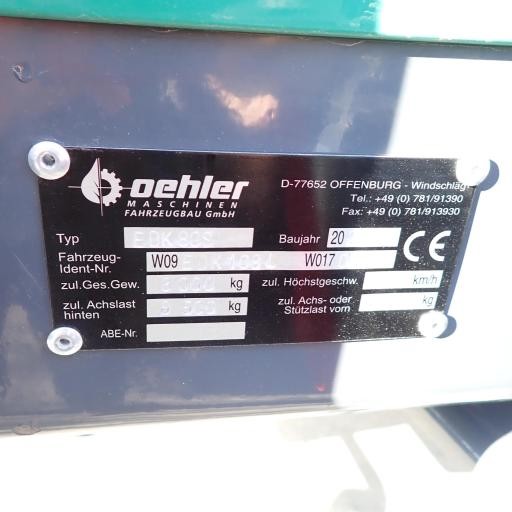 oehler
MASCHINEN
FAHRZEUGBAU GmbH
D-77652 OFFENBURG - Windschläg
Tel.: +49 (0) 781/91390
Fax: +49 (0) 781/913930
Typ EDK Baujahr 20
Fahrzeug-
Ident-Nr. W09 W017
zul.Ges.Gew. kg zul. Höchstgeschw. km/h
zul. Achslast
hinten kg zul. Achs- oder
Stützlast vorn kg
ABE-Nr.